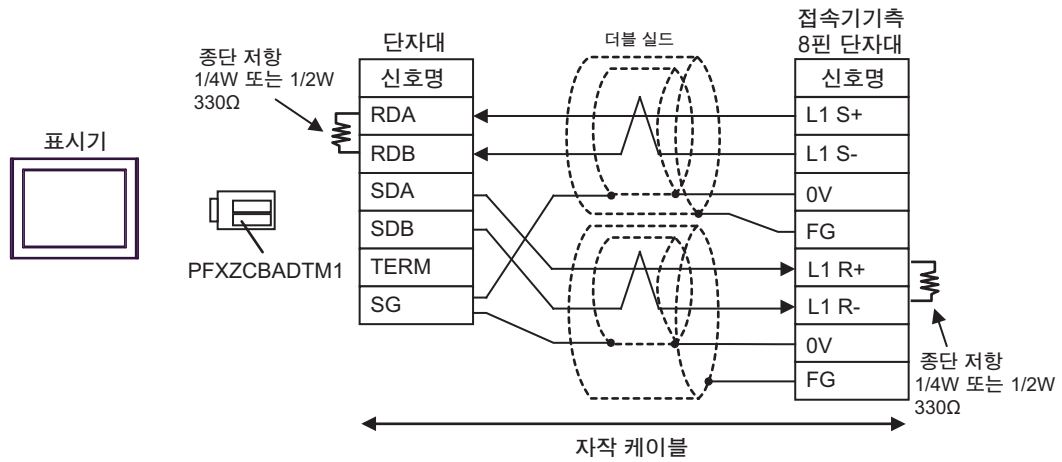 표시기
PFXZCBADTM1
종단 저항
1/4W 또는 1/2W
330Ω
단자대
신호명
RDA
RDB
SDA
SDB
TERM
SG
더블 실드
접속기기측
8핀 단자대
신호명
L1 S+
L1 S-
0V
FG
L1 R+
L1 R-
0V
FG
종단 저항
1/4W 또는 1/2W
330Ω
자작 케이블